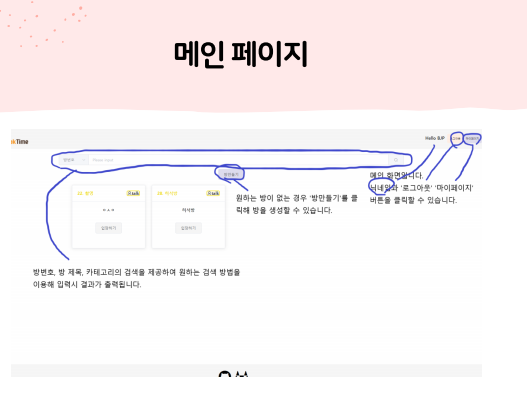 메인 페이지
Time
Hello BJP
방만들기
메인 화면입니다.
닉네임과 '로그아웃' '마이페이지'
버튼을 클릭할 수 있습니다.
원하는 방이 없는 경우 '방만들기'를 클
릭해 방을 생성할 수 있습니다.
입장하기
입장하기
방번호, 방 제목, 카테고리의 검색을 제공하며 원하는 검색 방법을
이용해 입력시 결과가 출력됩니다.